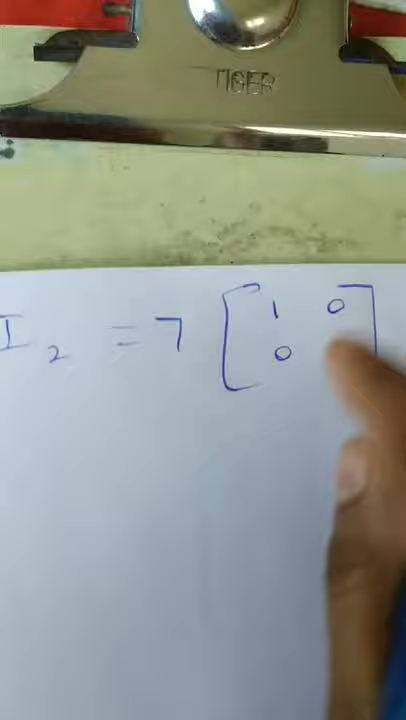 TIGER
I₂ = 7 [ 1 0
0 ]